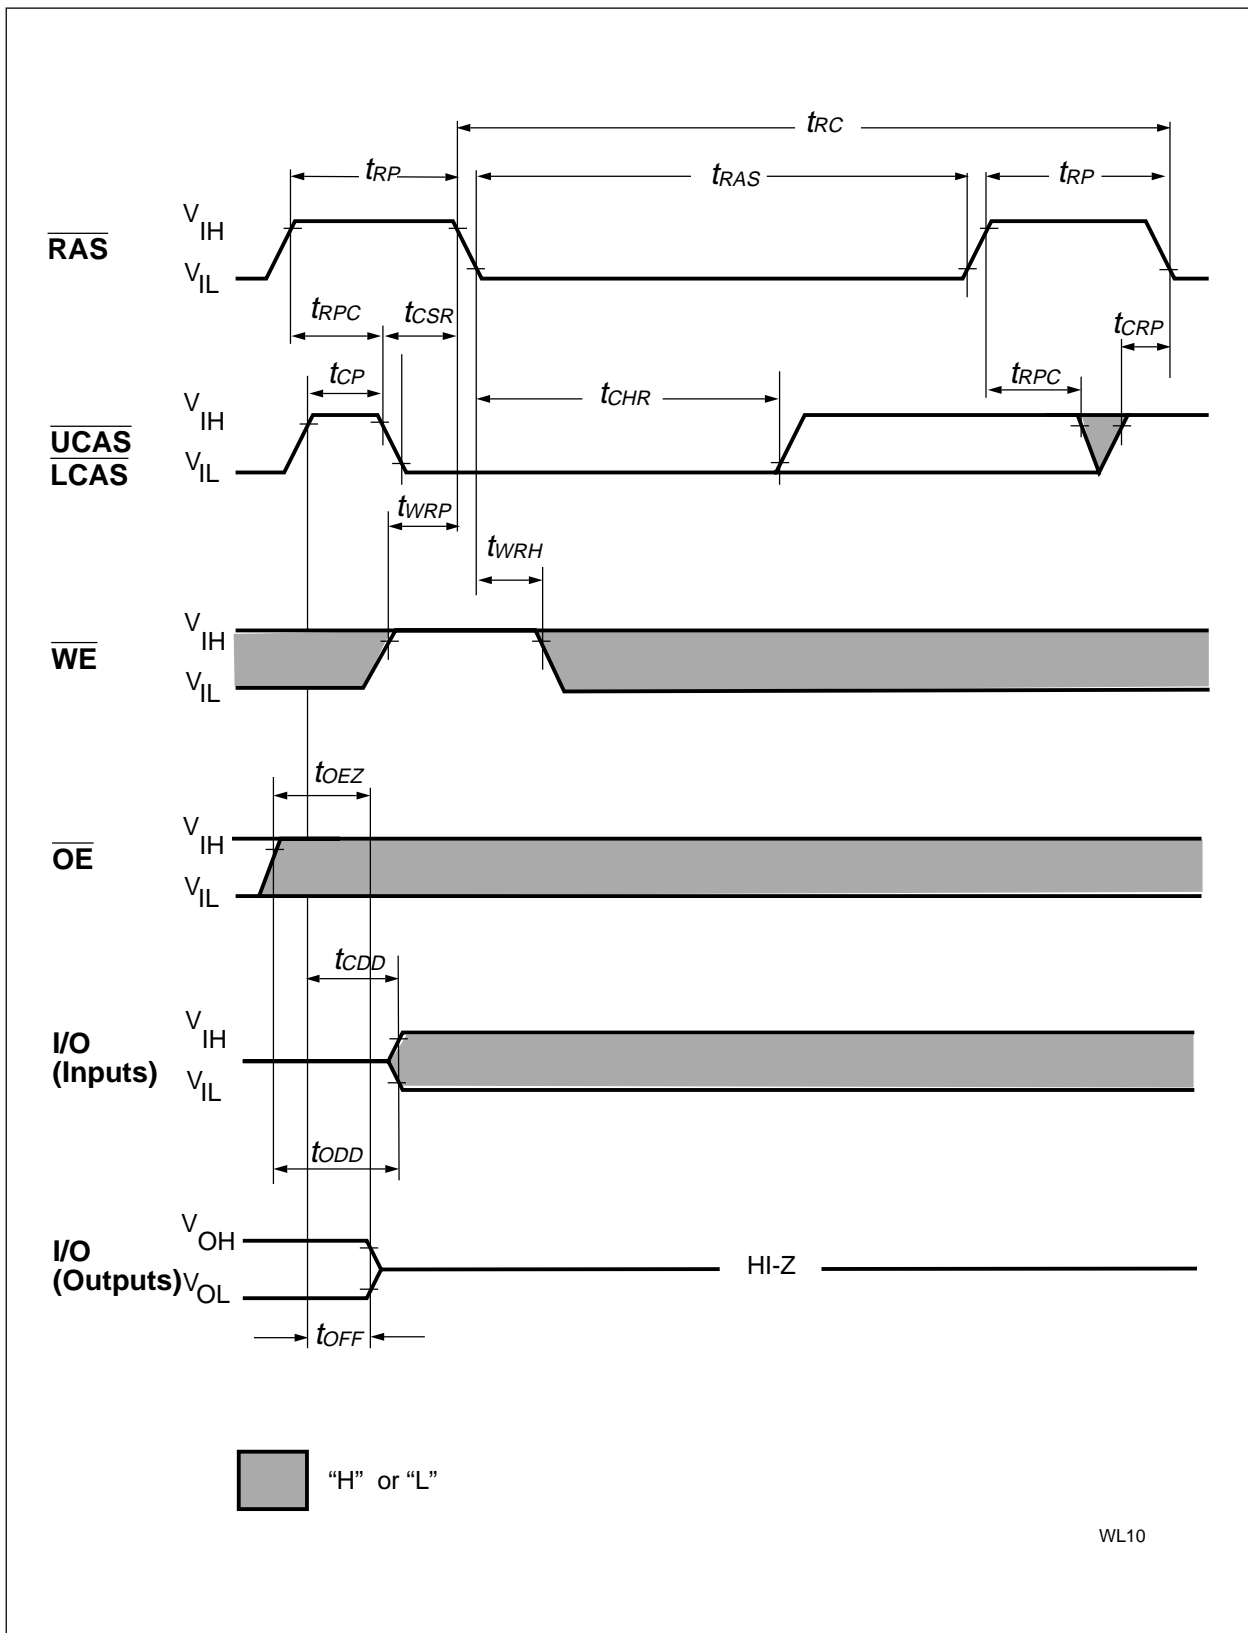 tRC
tRP
tRAS
tRP
RAS
VIH
VIL
tRPC
tCSR
tCRP
tCP
tCHR
tRPC
UCAS
LCAS
VIH
VIL
tWRP
tWRH
WE
VIH
VIL
tOEZ
OE
VIH
VIL
tCDD
I/O
(Inputs)
VIH
VIL
tODD
I/O
(Outputs)
VOH
VOL
HI-Z
tOFF
“H” or “L”
WL10